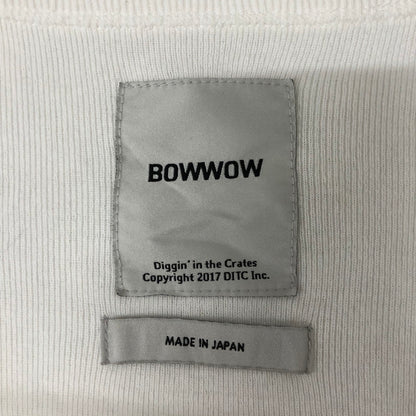 BOWWOW
Diggin' in the Crates
Copyright 2017 DITC Inc.
MADE IN JAPAN